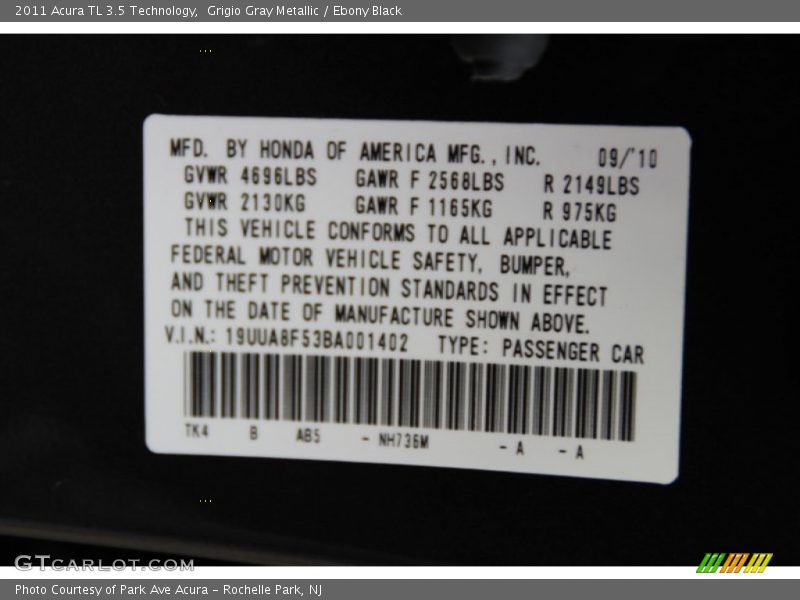 2011 Acura TL 3.5 Technology, Grigio Gray Metallic / Ebony Black
MFD. BY HONDA OF AMERICA MFG., INC. 09/'10
GVWR 4696LBS GAWR F 2568LBS R 2149LBS
GVWR 2130KG GAWR F 1165KG R 975KG
THIS VEHICLE CONFORMS TO ALL APPLICABLE
FEDERAL MOTOR VEHICLE SAFETY, BUMPER,
AND THEFT PREVENTION STANDARDS IN EFFECT
ON THE DATE OF MANUFACTURE SHOWN ABOVE.
V.I.N.: 19UUA8F53BA001402 TYPE: PASSENGER CAR
TK4 B AB5 - NH736M - A - A
GTCARLOT.COM
Photo Courtesy of Park Ave Acura – Rochelle Park, NJ